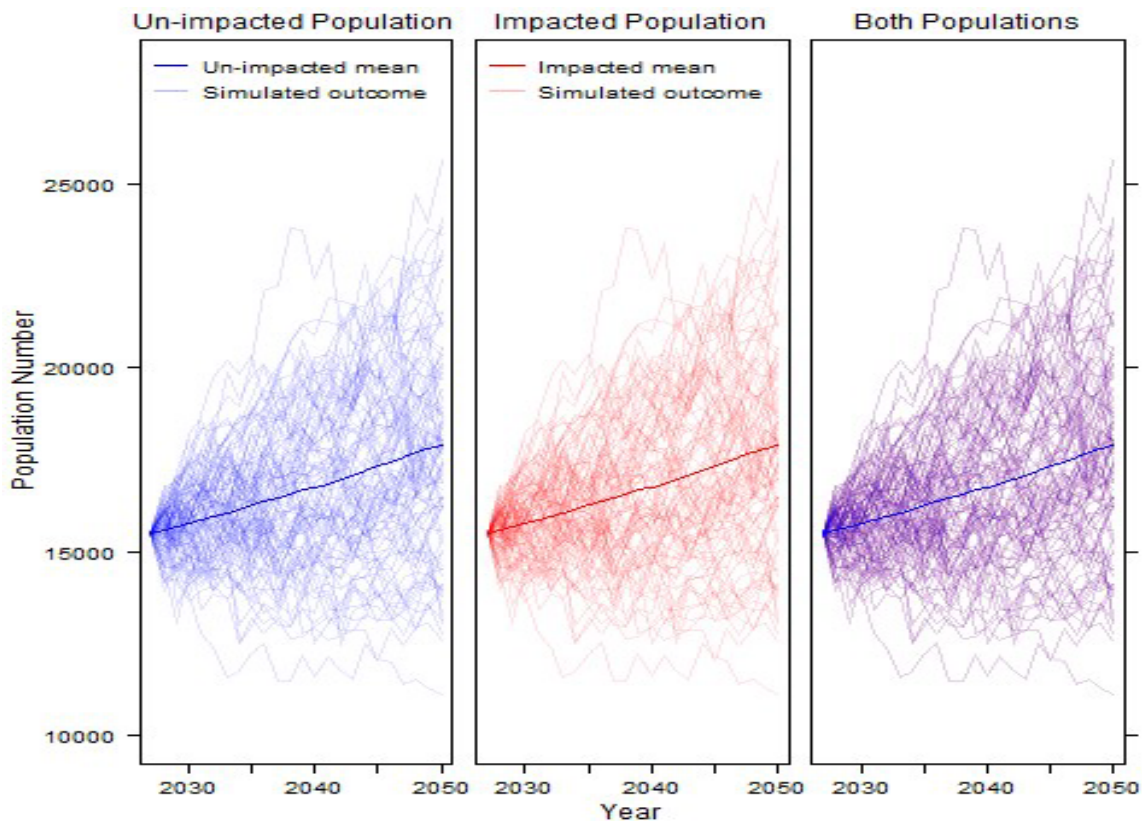 Un-impacted Population
Impacted Population
Both Populations
Un-impacted mean
Simulated outcome
Impacted mean
Simulated outcome
Population Number
25000
20000
15000
10000
2030
2040
2050
2030
2040
2050
2030
2040
2050
Year